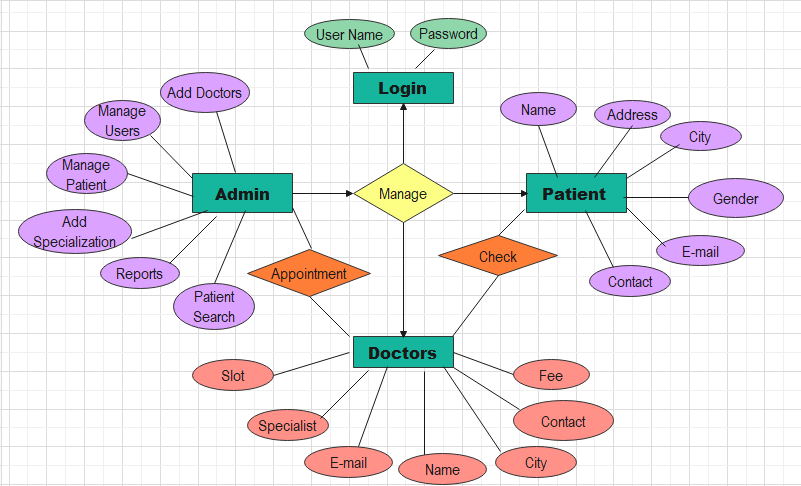 User Name
Password
Login
Add Doctors
Manage
Users
Manage
Patient
Add
Specialization
Reports
Patient
Search
Admin
Manage
Patient
Name
Address
City
Gender
E-mail
Contact
Appointment
Check
Doctors
Slot
Specialist
E-mail
Name
City
Contact
Fee